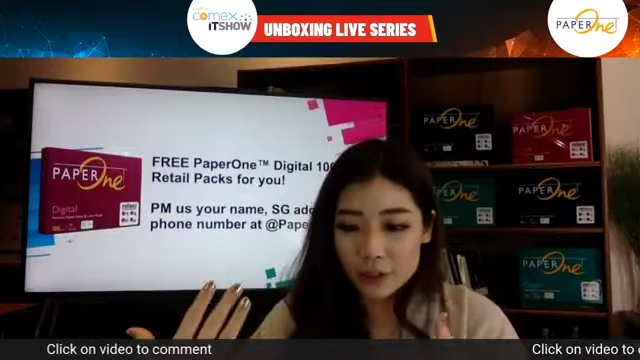 comex
iTSHOW
UNBOXING LIVE SERIES
PAPER One
FREE PaperOne™ Digital
Retail Packs for you!
PM us your name, SG
phone number at
PAPER One
Digital
PAPER One
PAPER One
PAPER One
PAPER One
PAPER One
Click on video to comment
Click on video to